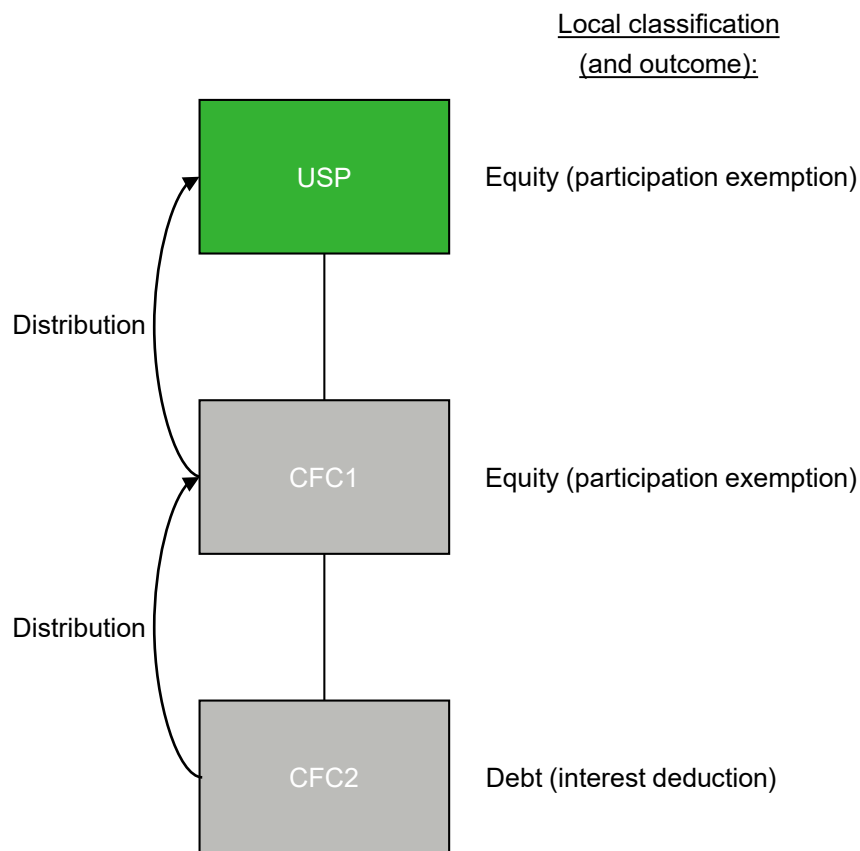 Local classification
(and outcome):
USP
Equity (participation exemption)
Distribution
CFC1
Equity (participation exemption)
Distribution
CFC2
Debt (interest deduction)